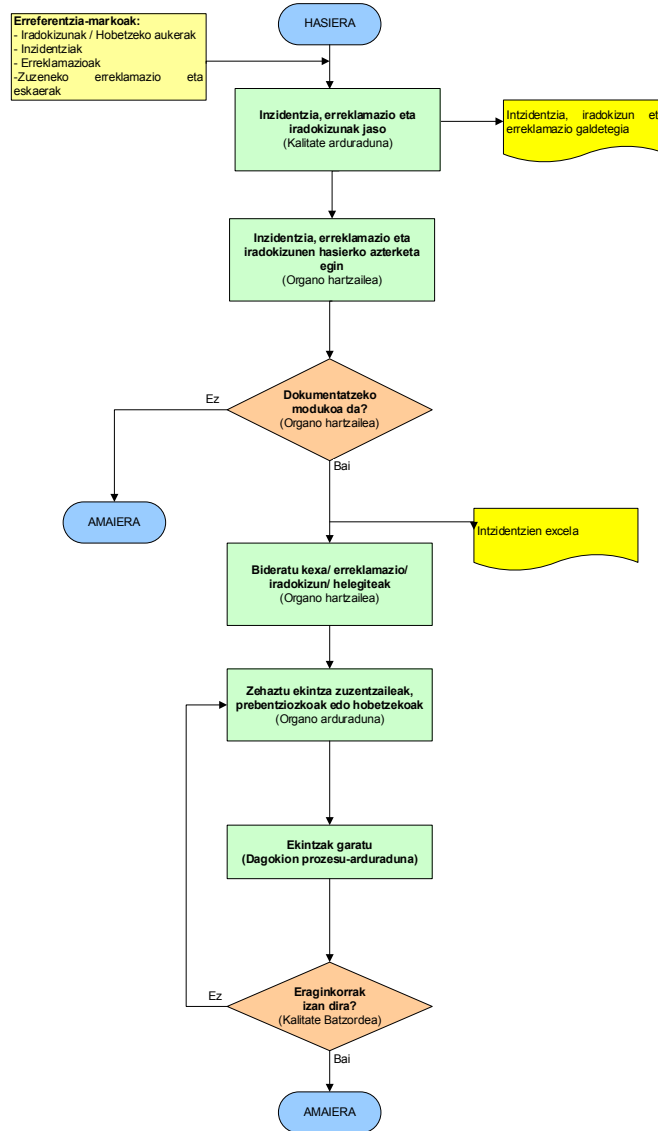 Erreferentzia-markoak:
- Iradokizunak / Hobetzeko aukerak
- Inzidentziak
- Erreklamazioak
-Zuzeneko erreklamazio eta
eskaerak
HASIERA
Inzidentzia, erreklamazio eta
iradokizunak jaso
(Kalitate arduraduna)
Intzidentzia, iradokizun et
erreklamazio galdetegia
Inzidentzia, erreklamazio eta
iradokizunen hasierko azterketa
egin
(Organo hartzailea)
Dokumentatzeko
modukoa da?
(Organo hartzailea)
Ez
Bai
AMAIERA
Intzidentzien excela
Bideratu kexa/ erreklamazio/
iradokizun/ helegiteak
(Organo hartzailea)
Zehaztu ekintza zuzentzaileak,
prebentziozkoak edo hobetzekoak
(Organo arduraduna)
Ekintzak garatu
(Dagokion prozesu-arduraduna)
Eraginkorrak
izan dira?
(Kalitate Batzordea)
Ez
Bai
AMAIERA